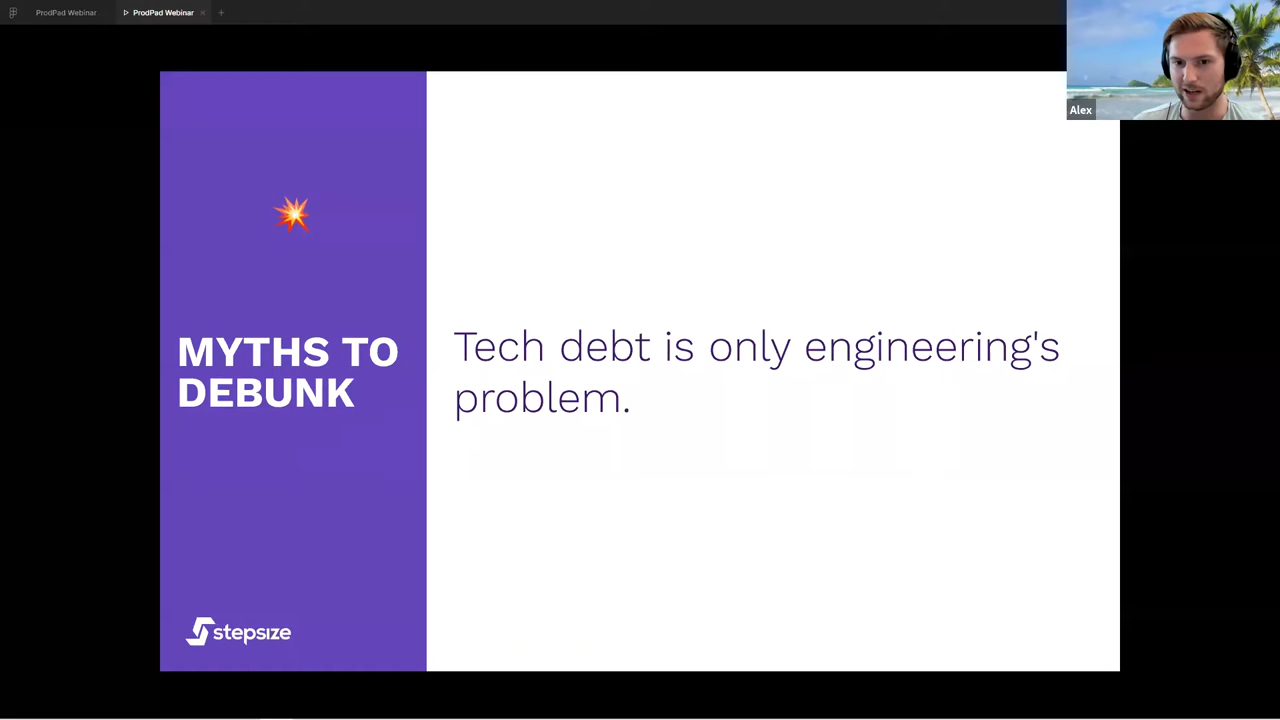 ProdPad Webinar
ProdPad Webinar
Alex
MYTHS TO
DEBUNK
Tech debt is only engineering's
problem.
stepsize